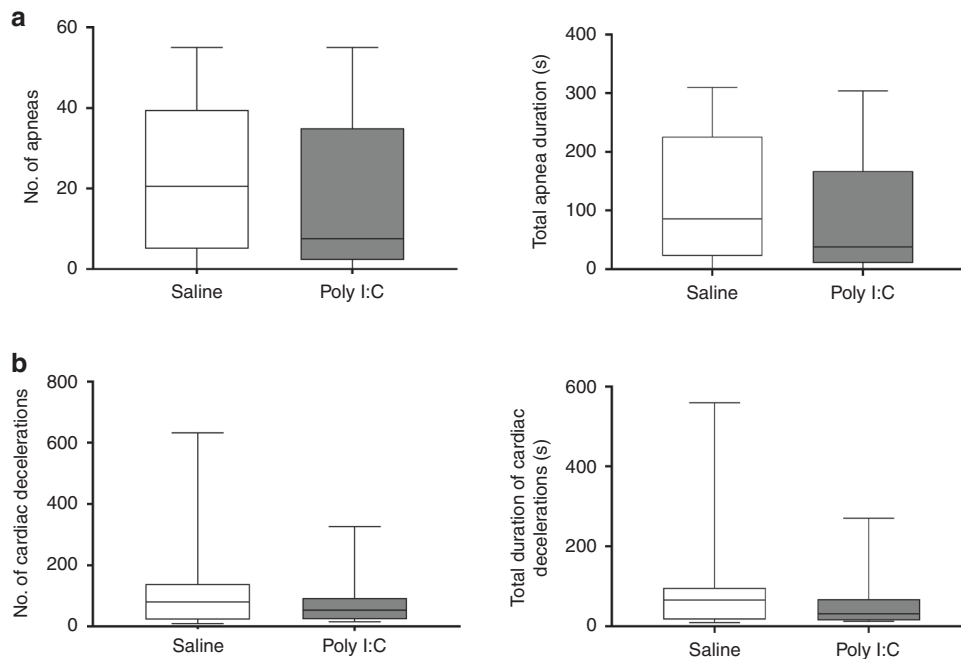 a
No. of apneas
60
40
20
0
Saline
Poly I:C
Total apnea duration (s)
400
300
200
100
0
Saline
Poly I:C
b
No. of cardiac decelerations
800
600
400
200
0
Saline
Poly I:C
Total duration of cardiac
decelerations (s)
600
400
200
0
Saline
Poly I:C